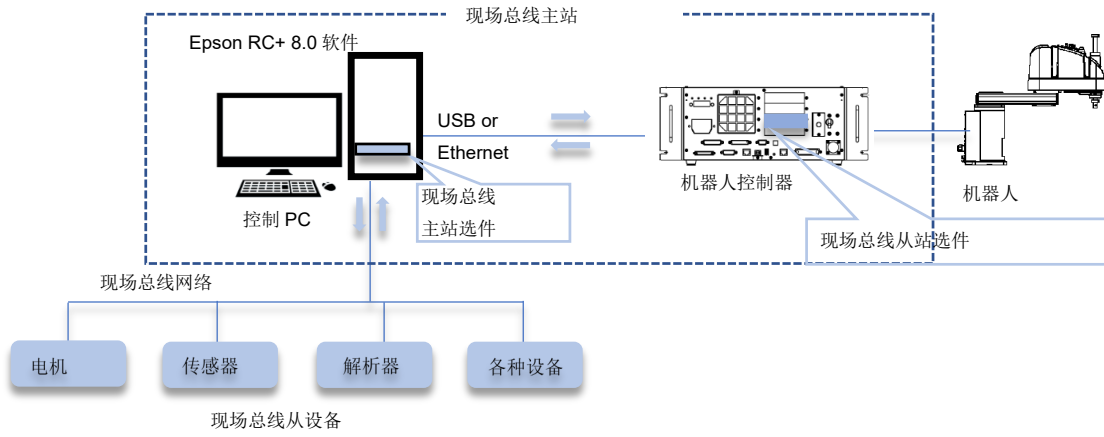 现场总线主站
Epson RC+ 8.0 软件
USB or
Ethernet
现场总线
主站选件
控制 PC
机器人控制器
机器人
现场总线从站选件
现场总线网络
电机
传感器
解析器
各种设备
现场总线从设备